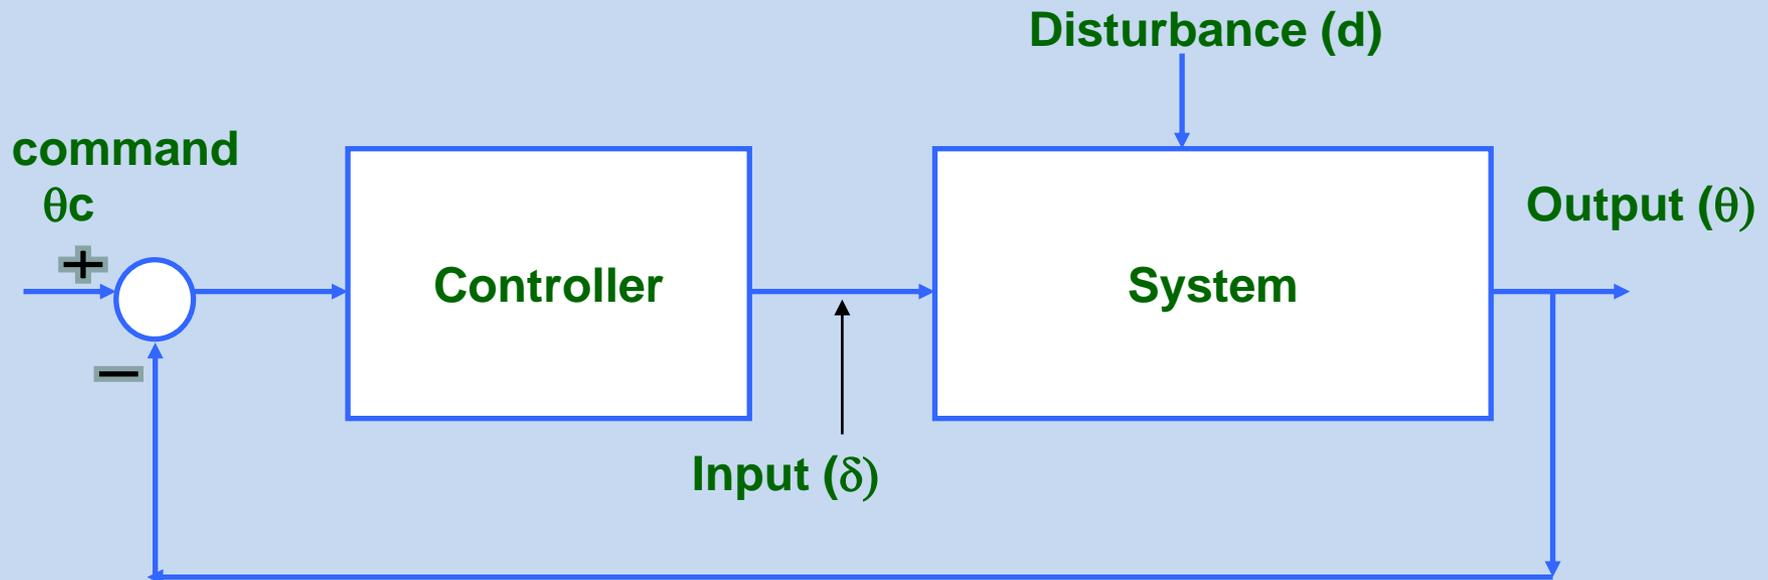 Disturbance (d)
command
θc
+
Output (θ)
Controller
System
−
Input (δ)